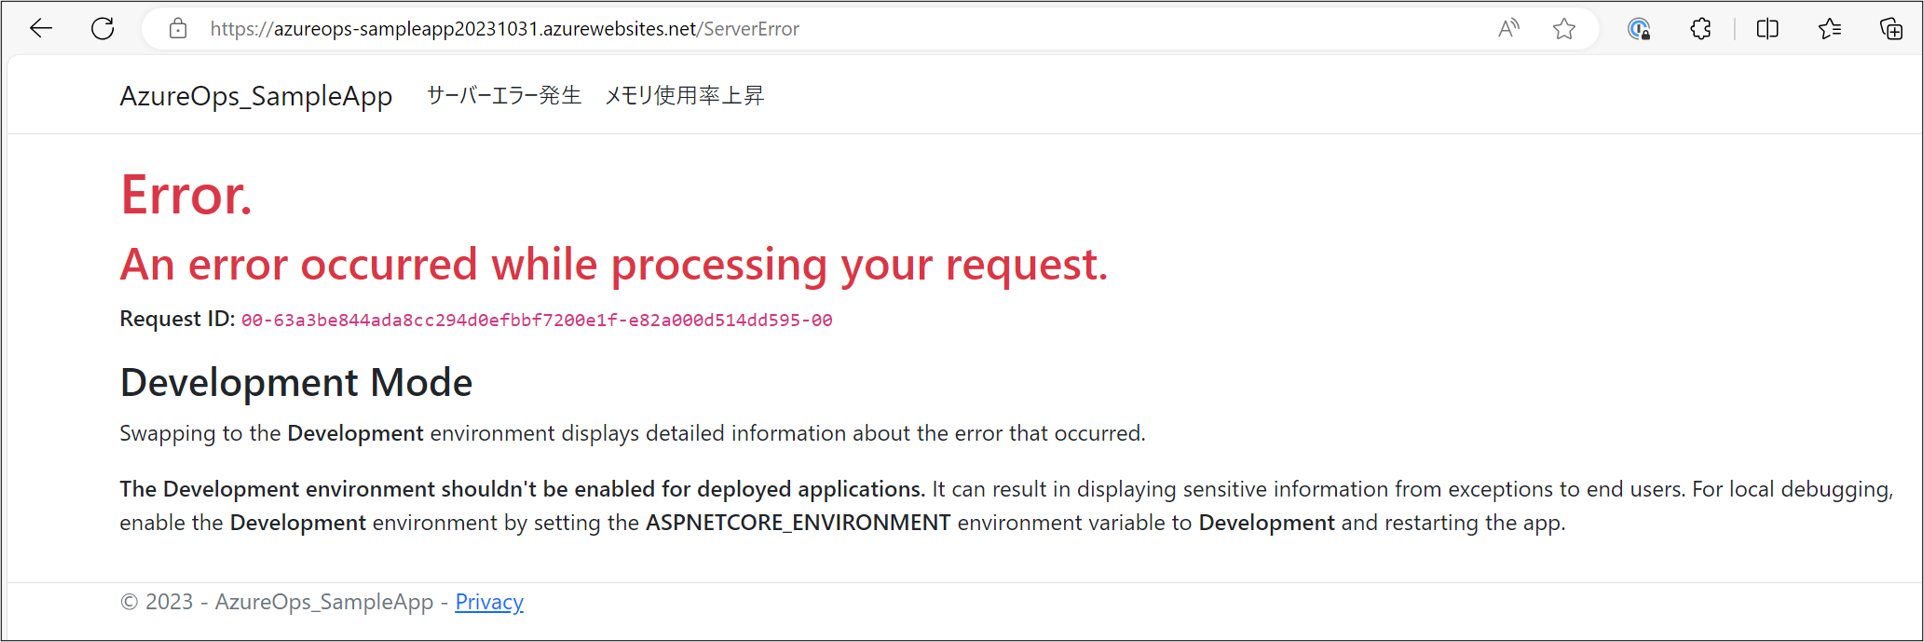 https://azureops-sampleapp20231031.azurewebsites.net/ServerError
AzureOps_SampleApp サーバーエラー発生 メモリ使用率上昇
Error.
An error occurred while processing your request.
Request ID: 00-63a3be844ada8cc294d0efbbf7200e1f-e82a000d514dd595-00
Development Mode
Swapping to the Development environment displays detailed information about the error that occurred.
The Development environment shouldn't be enabled for deployed applications. It can result in displaying sensitive information from exceptions to end users. For local debugging,
enable the Development environment by setting the ASPNETCORE_ENVIRONMENT environment variable to Development and restarting the app.
© 2023 - AzureOps_SampleApp - Privacy